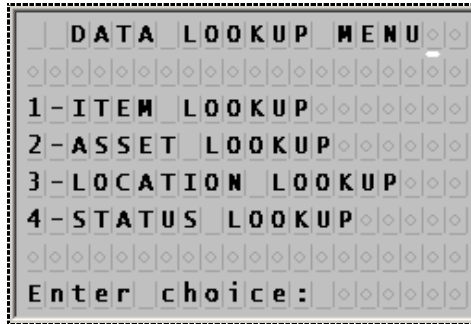 DATA LOOKUP MENU
1-ITEM LOOKUP
2-ASSET LOOKUP
3-LOCATION LOOKUP
4-STATUS LOOKUP
Enter choice: